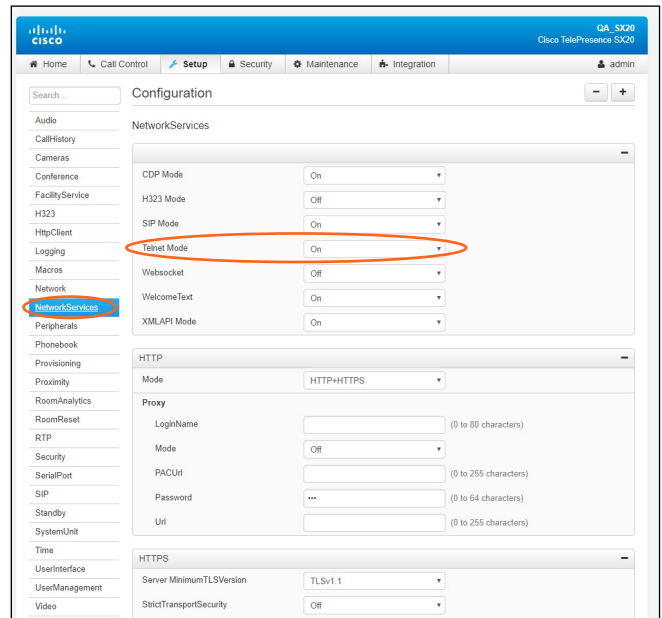 CISCO
QA_SX20
Cisco TelePresence SX20
Home Call Control Setup Security Maintenance Integration admin
Search...
Configuration
− +
Audio
CallHistory
Cameras
Conference
FacilityService
H323
HttpClient
Logging
Macros
Network
NetworkServices
Peripherals
Phonebook
Provisioning
Proximity
RoomAnalytics
RoomReset
RTP
Security
SerialPort
SIP
Standby
SystemUnit
Time
UserInterface
UserManagement
Video
NetworkServices
CDP Mode On
H323 Mode Off
SIP Mode On
Telnet Mode On
Websocket Off
WelcomeText On
XMLAPI Mode On
HTTP
Mode HTTP+HTTPS
Proxy
LoginName (0 to 80 characters)
Mode Off
PACUrl (0 to 255 characters)
Password ••• (0 to 64 characters)
Url (0 to 255 characters)
HTTPS
Server MinimumTLSVersion TLSv1.1
StrictTransportSecurity Off